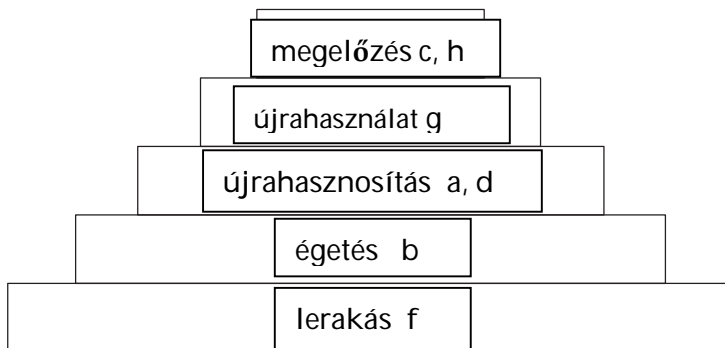 megelőzés c, h
újrahasználat g
újrahasznosítás a, d
égetés b
lerakás f